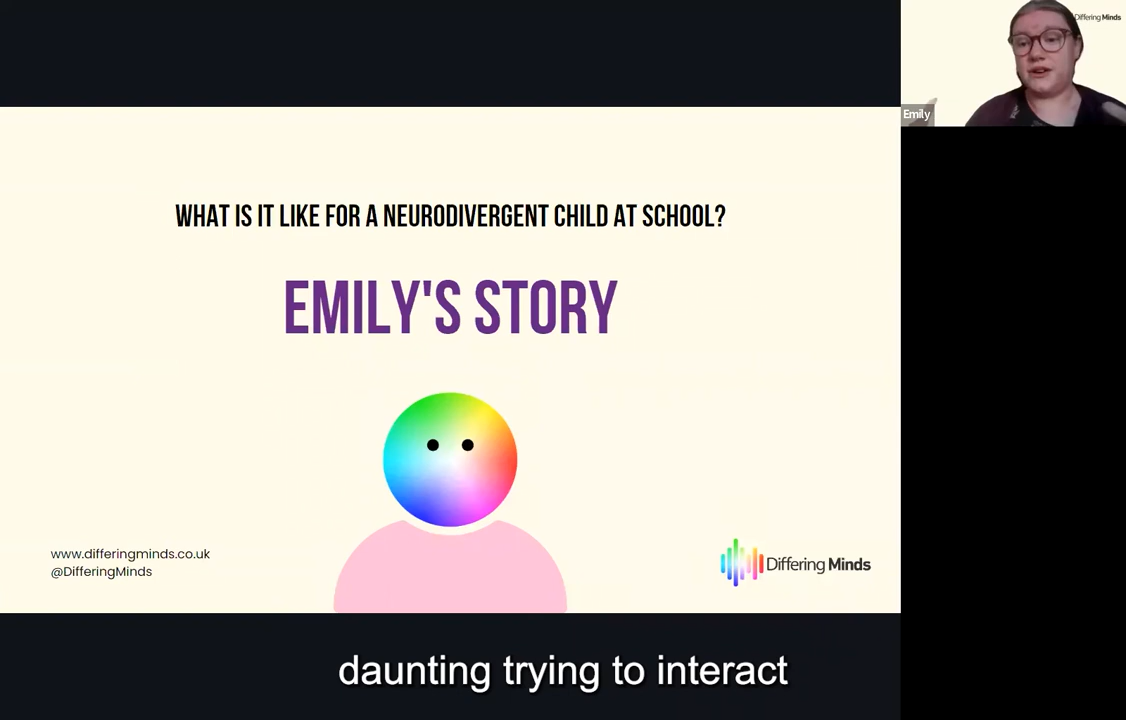 Differing Minds
Emily
WHAT IS IT LIKE FOR A NEURODIVERGENT CHILD AT SCHOOL?
EMILY'S STORY
www.differingminds.co.uk
@DifferingMinds
Differing Minds
daunting trying to interact